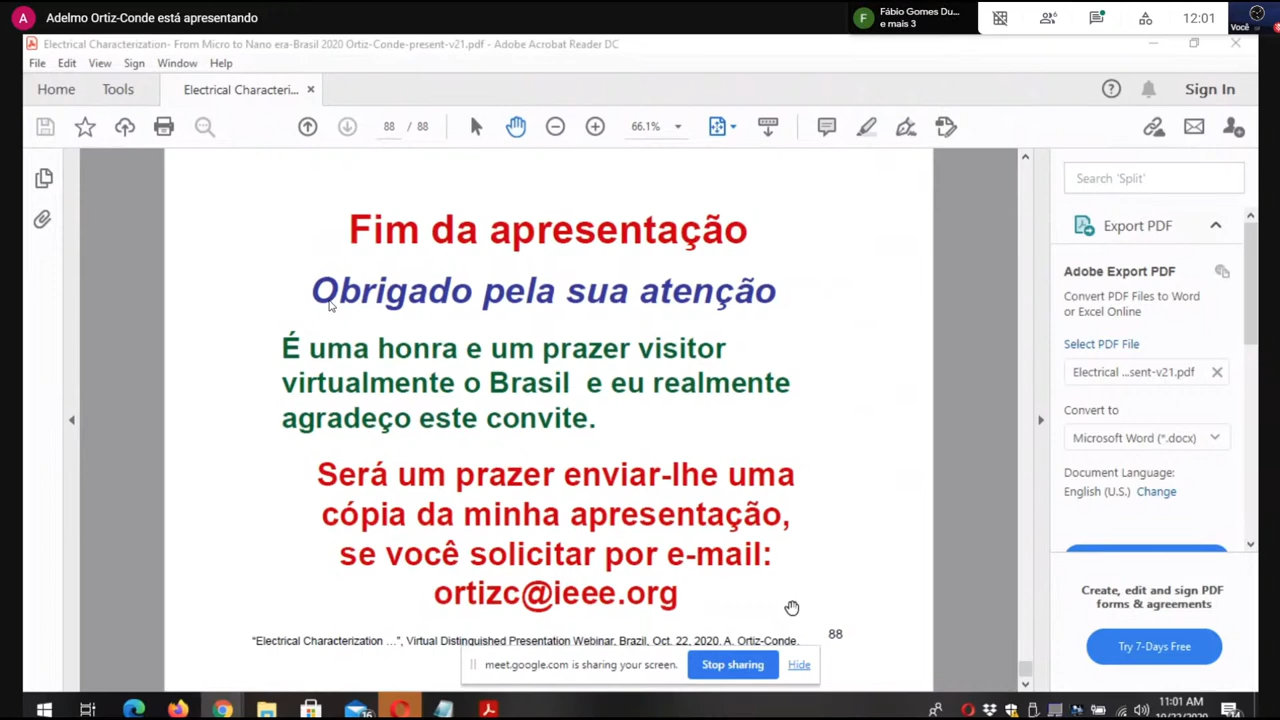 A Adelmo Ortiz-Conde está apresentando
F Fábio Gomes Du...
e mais 3
12:01
Você
Electrical Characterization- From Micro to Nano era-Brasil 2020 Ortiz-Conde-present-v21.pdf - Adobe Acrobat Reader DC
File Edit View Sign Window Help
Home Tools Electrical Characteri... × Sign In
88 / 88 66.1%
Search 'Split'
Export PDF
Adobe Export PDF
Convert PDF Files to Word
or Excel Online
Select PDF File
Electrical ...sent-v21.pdf
Convert to
Microsoft Word (*.docx)
Document Language:
English (U.S.) Change
Create, edit and sign PDF
forms & agreements
Try 7-Days Free
Fim da apresentação
Obrigado pela sua atenção
É uma honra e um prazer visitor
virtualmente o Brasil e eu realmente
agradeço este convite.
Será um prazer enviar-lhe uma
cópia da minha apresentação,
se você solicitar por e-mail:
ortizc@ieee.org
"Electrical Characterization ...", Virtual Distinguished Presentation Webinar, Brazil, Oct. 22, 2020. A. Ortiz-Conde.
88
meet.google.com is sharing your screen. Stop sharing Hide
16
11:01 AM
10/22/2020